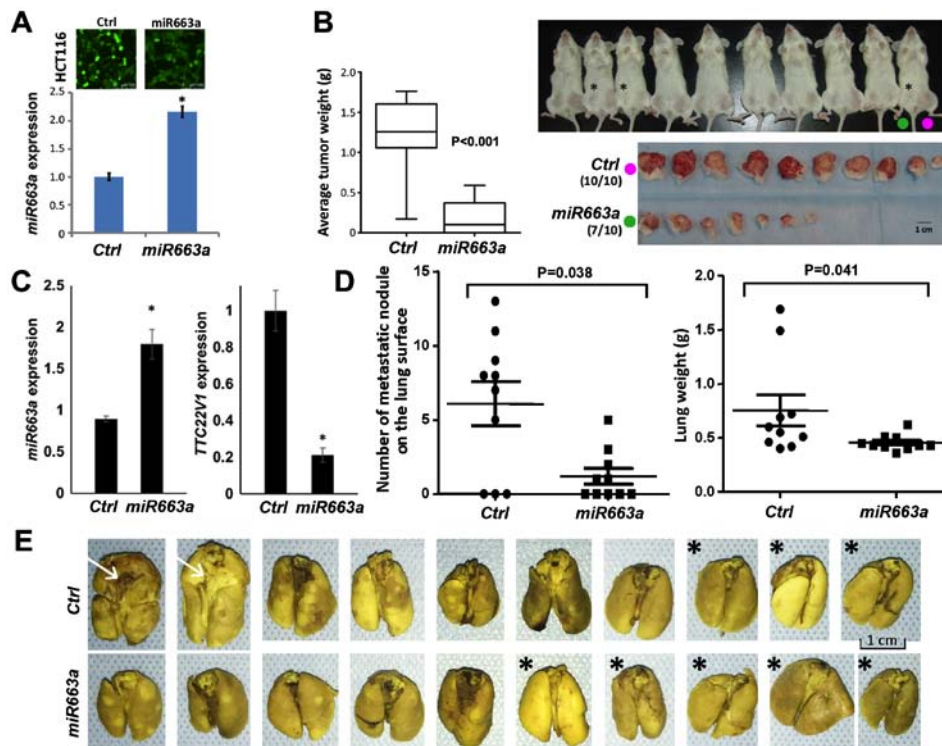 A
Ctrl
miR663a
HCT116
miR663a expression
2.5
2.0
1.5
1.0
0.5
0.0
*
Ctrl
miR663a
B
Average tumor weight (g)
2.0
1.5
1.0
0.5
0.0
P<0.001
Ctrl
miR663a
* * *
Ctrl
(10/10)
miR663a
(7/10)
1 cm
C
miR663a expression
2.5
2
1.5
1
0.5
0
*
Ctrl miR663a
TTC22V1 expression
1
0.8
0.6
0.4
0.2
0
*
Ctrl
miR663a
D
Number of metastatic nodule
on the lung surface
15
10
5
0
P=0.038
Ctrl
miR663a
Lung weight (g)
2.0
1.5
1.0
0.5
0.0
P=0.041
Ctrl
miR663a
E
Ctrl
* * *
1 cm
miR663a
* * * * *